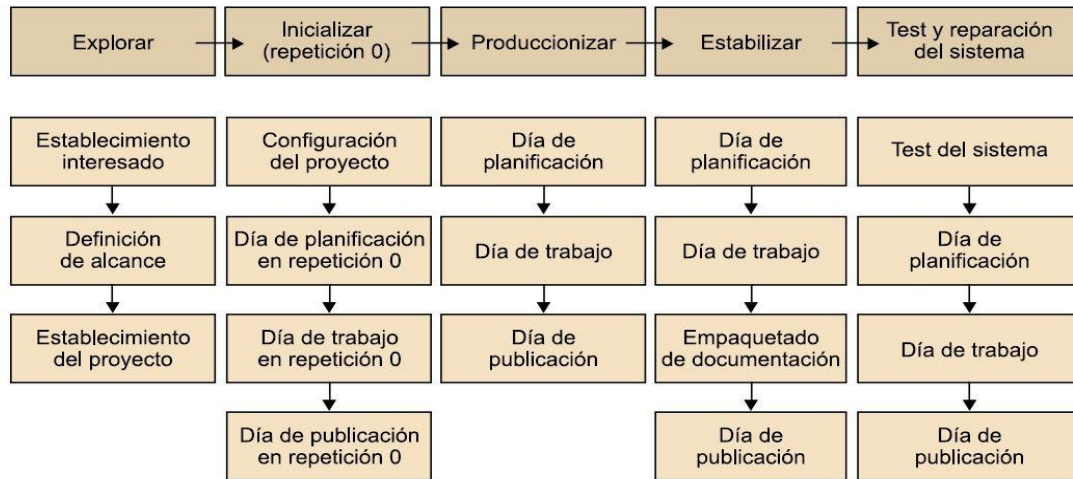 Explorar
Inicializar
(repetición 0)
Produccionizar
Estabilizar
Test y reparación
del sistema
Establecimiento
interesado
Configuración
del proyecto
Día de
planificación
Día de
planificación
Test del sistema
Definición
de alcance
Día de planificación
en repetición 0
Día de trabajo
Día de trabajo
Día de
planificación
Establecimiento
del proyecto
Día de trabajo
en repetición 0
Día de
publicación
Empaquetado
de documentación
Día de trabajo
Día de publicación
en repetición 0
Día de
publicación
Día de
publicación